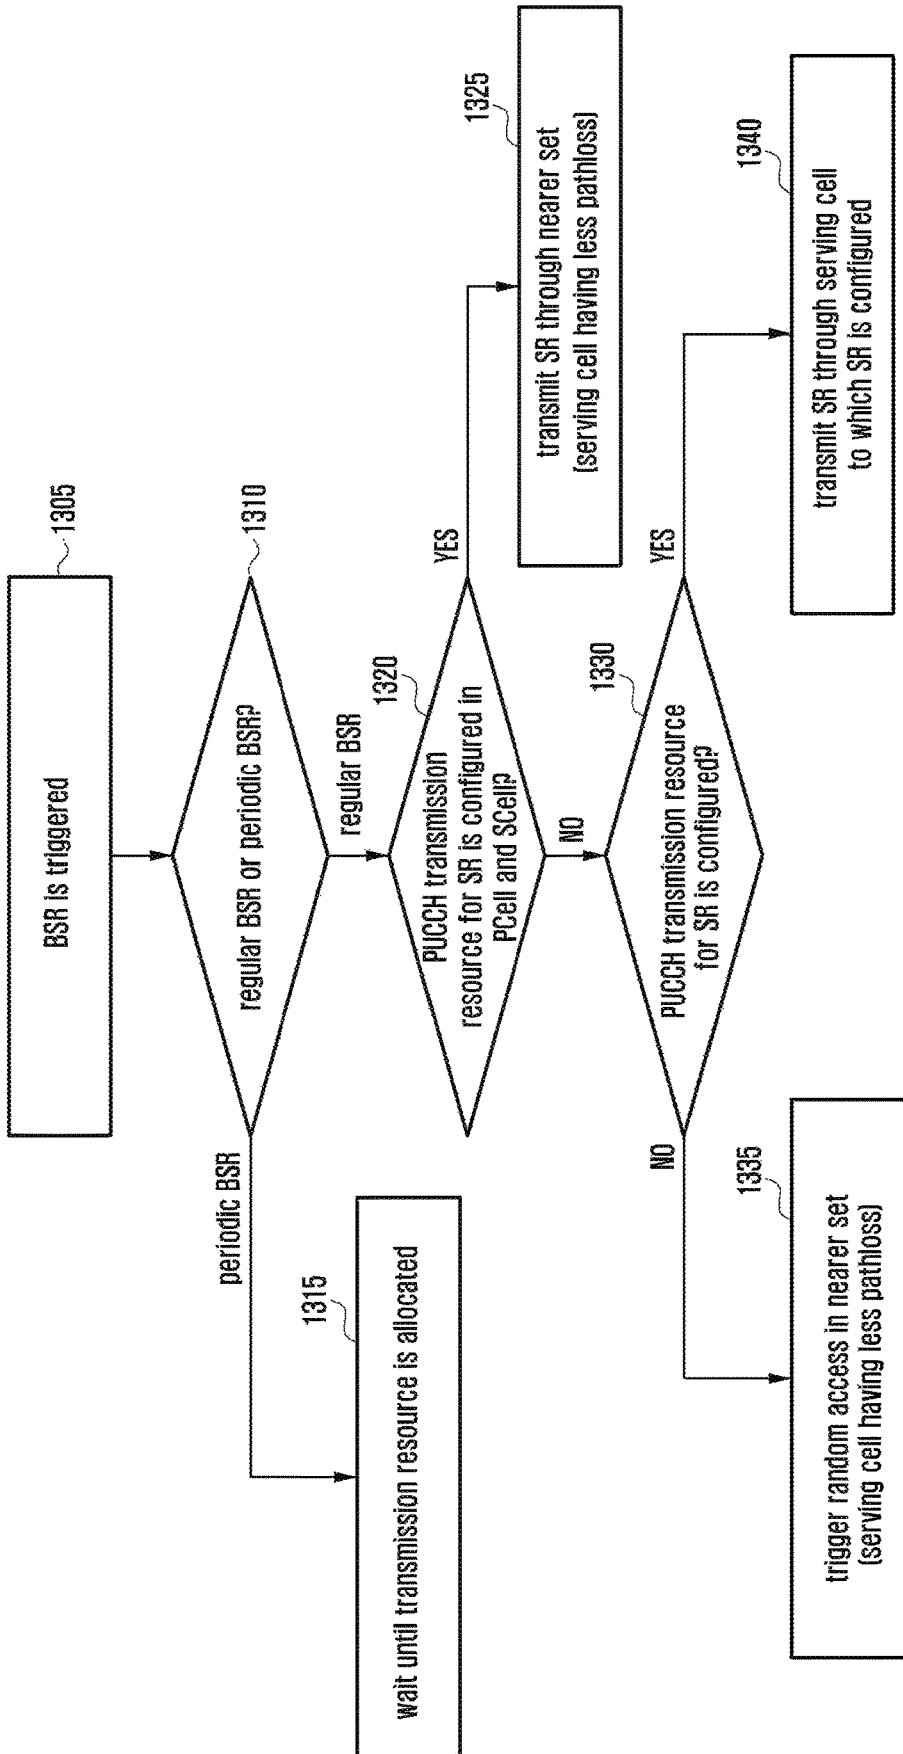 BSR is triggered
1305
regular BSR or periodic BSR?
1310
periodic BSR
regular BSR
1315
wait until transmission resource is allocated
1320
PUCCH transmission
resource for SR is configured in
PCell and SCell?
YES
NO
1325
transmit SR through nearer set
(serving cell having less pathloss)
1330
PUCCH transmission resource
for SR is configured?
NO
YES
1335
trigger random access in nearer set
(serving cell having less pathloss)
1340
transmit SR through serving cell
to which SR is configured